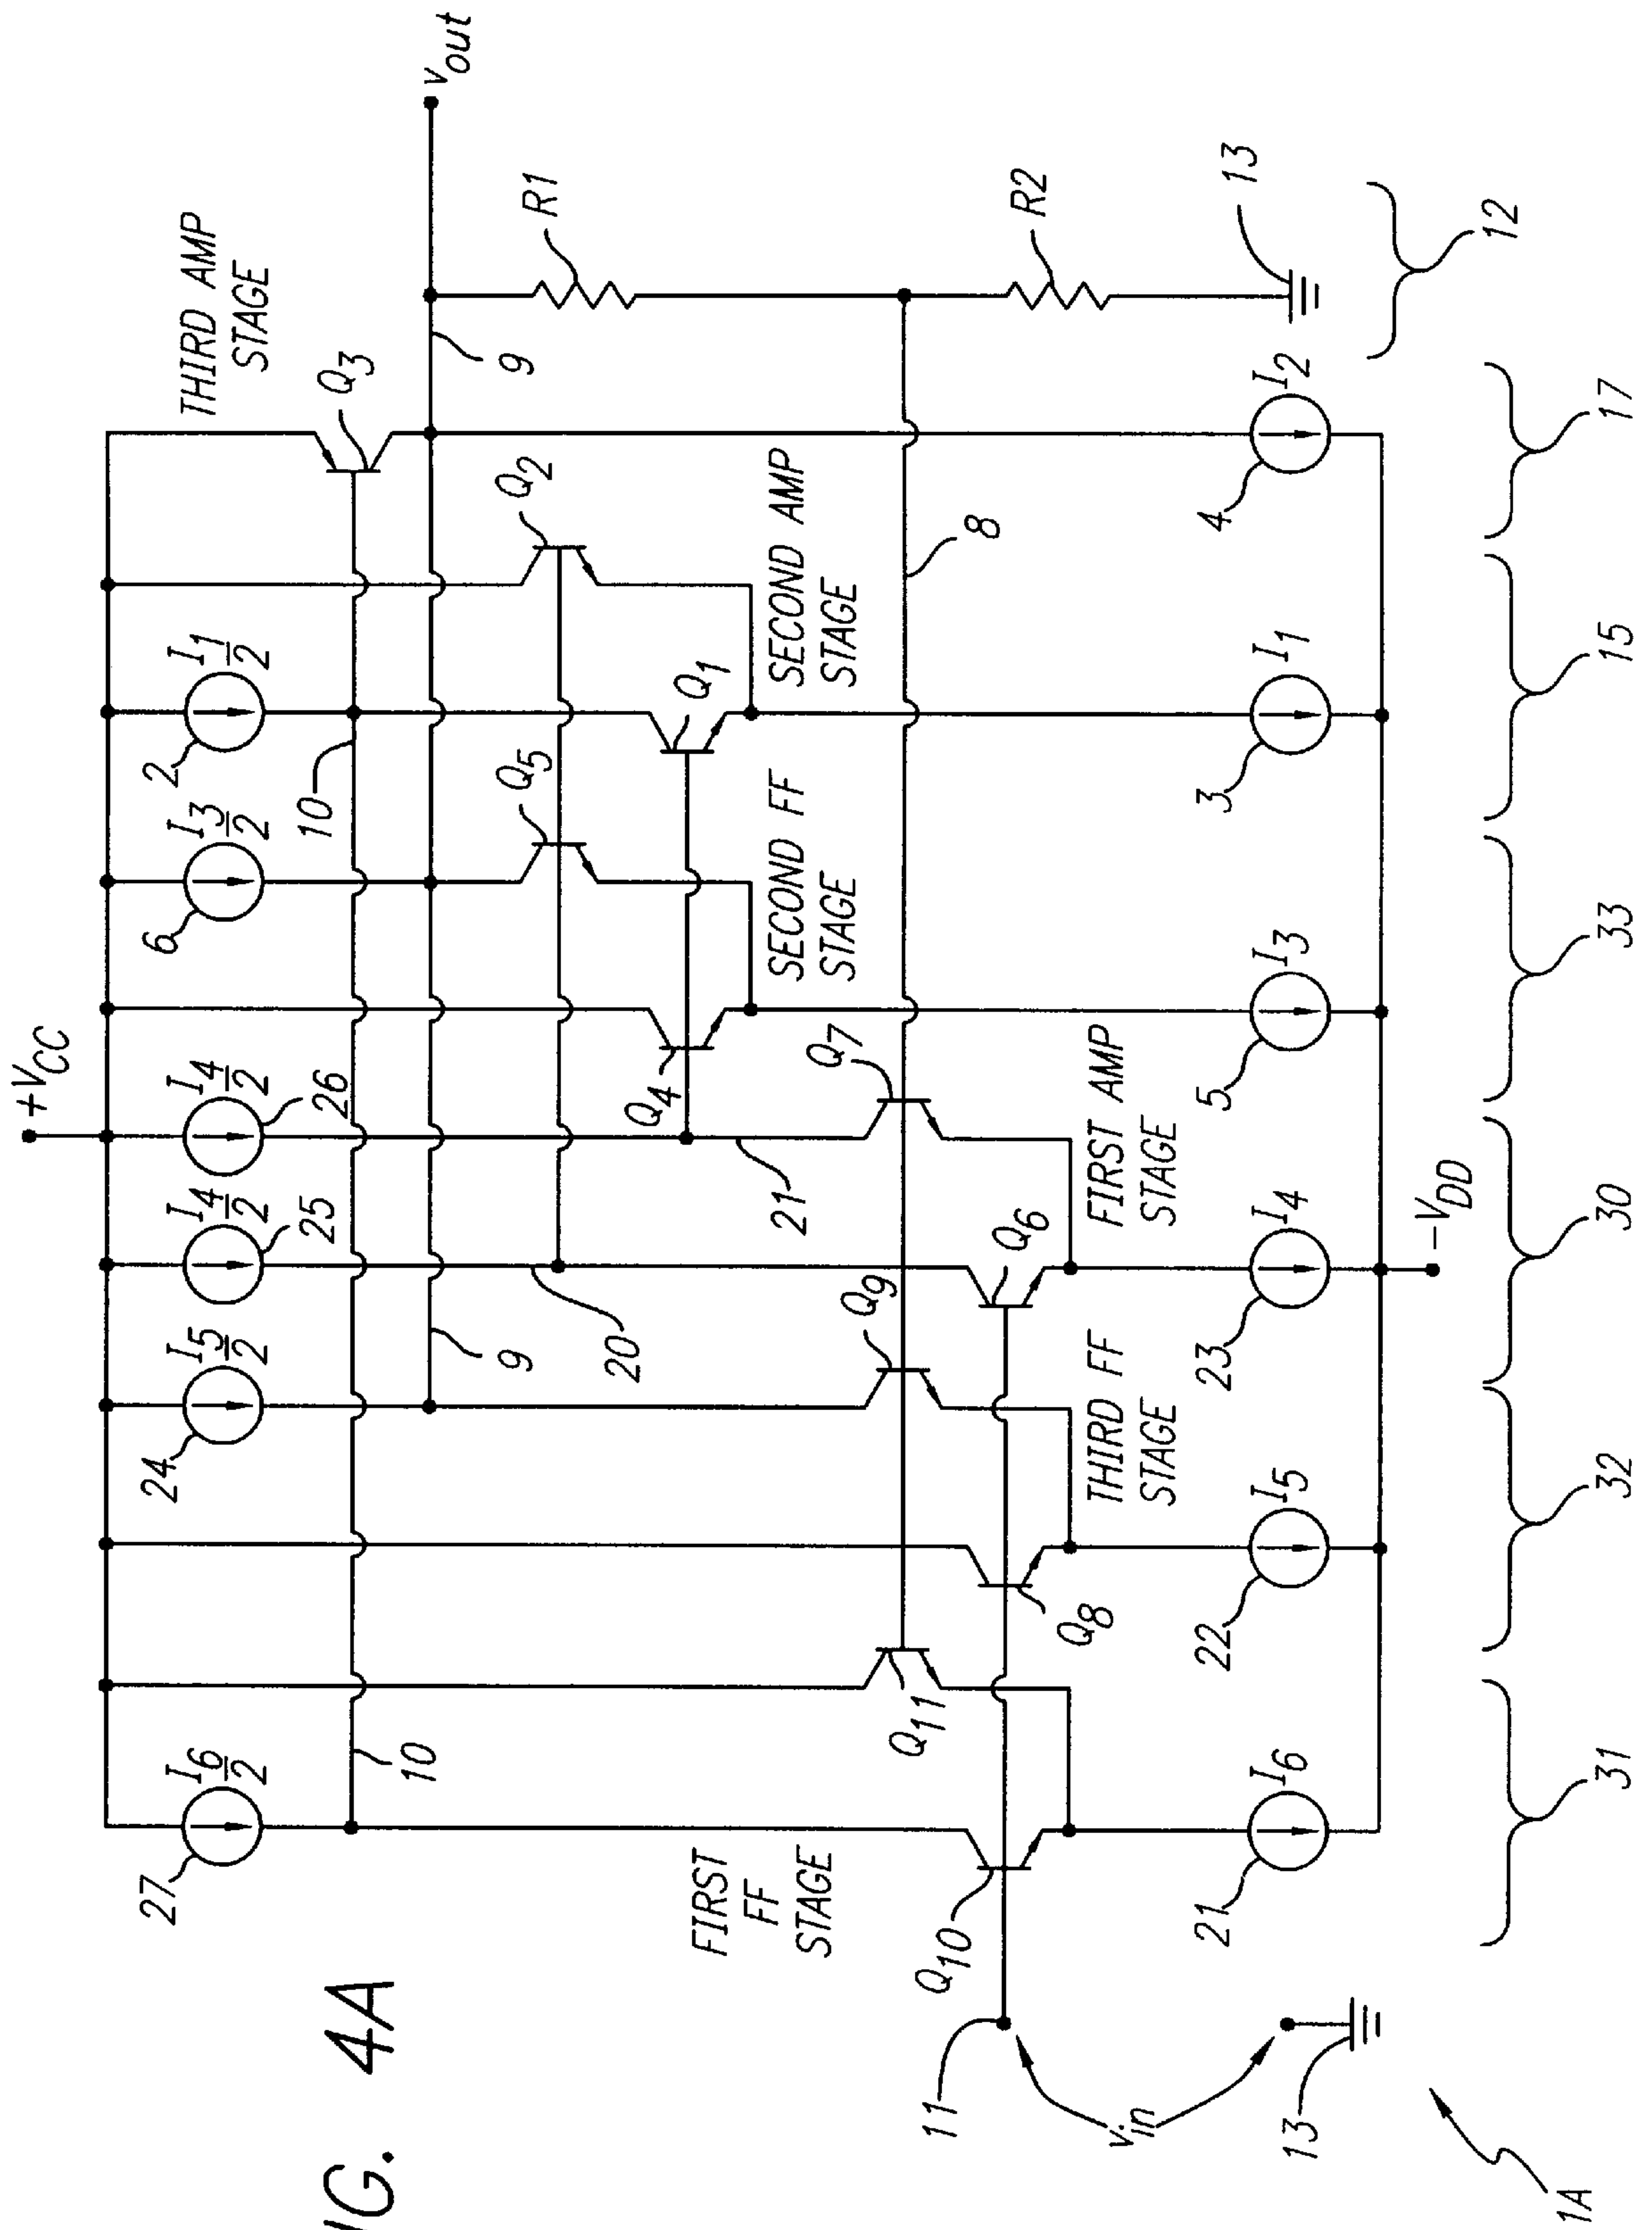 FIG. 4A
+VCC
I6/2
27
I5/2
24
I4/2
25
I4/2
26
I3/2
6
I1/2
2
THIRD AMP
STAGE
Q3
Vout
10
10
9
9
20
21
Q5
Q2
R1
Q4
Q1
SECOND FF
STAGE
SECOND AMP
STAGE
FIRST
FF
STAGE
Q11
Q9
Q7
8
Q10
Q8
Q6
11
THIRD FF
STAGE
FIRST AMP
STAGE
R2
Vin
13
21
I6
22
I5
23
I4
5
I3
3
I1
4
I2
13
-VDD
1A
31
32
30
33
15
17
12